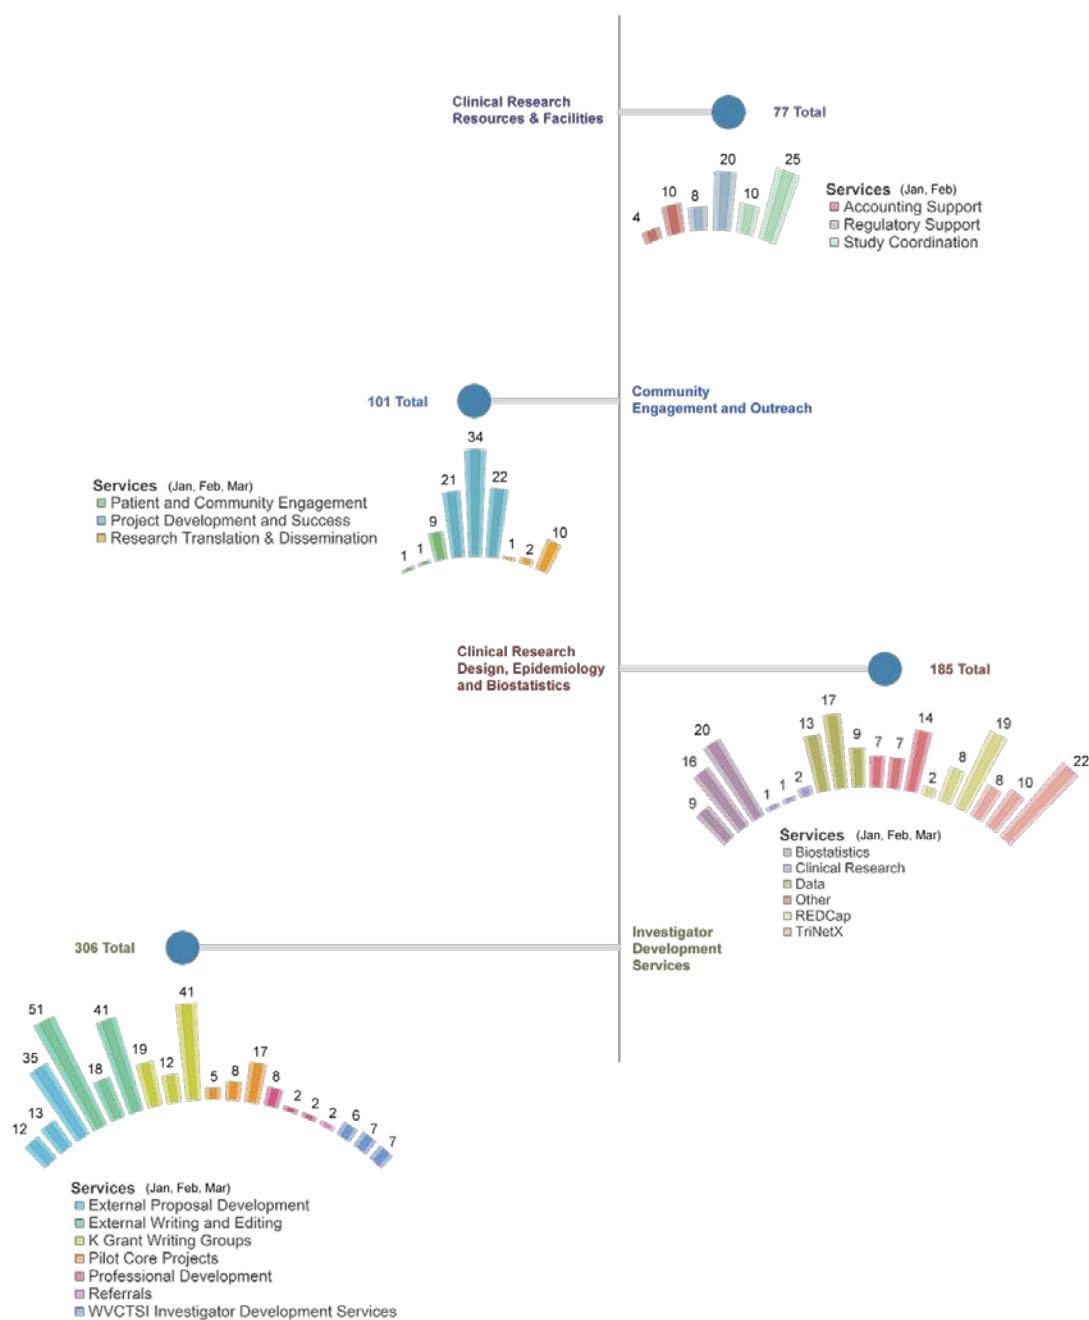 Clinical Research
Resources & Facilities
77 Total
4
10
8
20
10
25
Services (Jan, Feb)
Accounting Support
Regulatory Support
Study Coordination
101 Total
Community
Engagement and Outreach
Services (Jan, Feb, Mar)
Patient and Community Engagement
Project Development and Success
Research Translation & Dissemination
1
1
9
21
34
22
1
2
10
Clinical Research
Design, Epidemiology
and Biostatistics
185 Total
9
16
20
1
1
2
13
17
9
7
7
14
2
8
19
8
10
22
Services (Jan, Feb, Mar)
Biostatistics
Clinical Research
Data
Other
REDCap
TriNetX
306 Total
Investigator
Development
Services
12
13
35
51
18
41
19
12
41
5
8
17
8
2
2
2
6
7
7
Services (Jan, Feb, Mar)
External Proposal Development
External Writing and Editing
K Grant Writing Groups
Pilot Core Projects
Professional Development
Referrals
WVCTSI Investigator Development Services